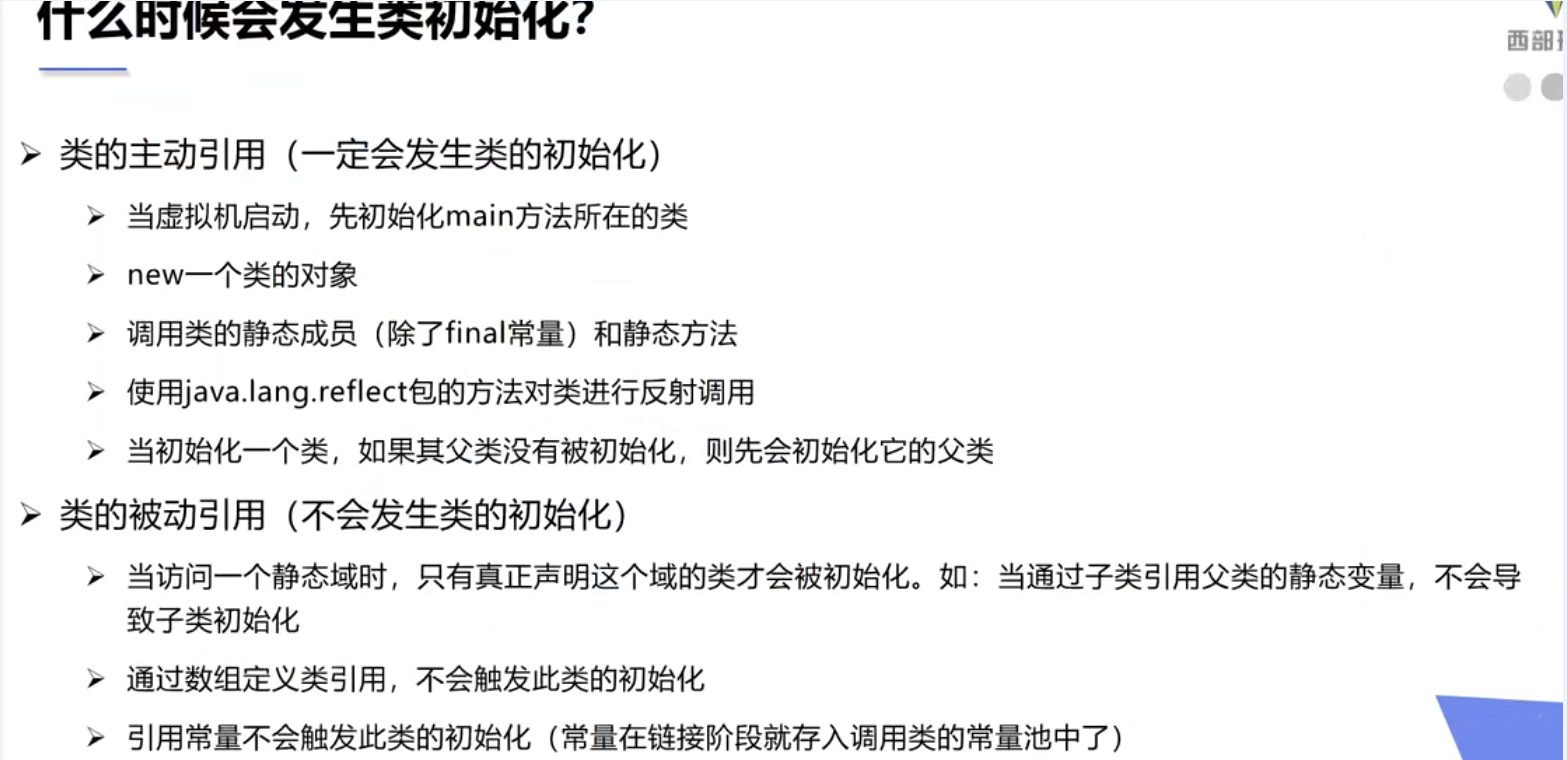 什么时候会发生类初始化?
西部
类的主动引用（一定会发生类的初始化）
当虚拟机启动，先初始化main方法所在的类
new一个类的对象
调用类的静态成员（除了final常量）和静态方法
使用java.lang.reflect包的方法对类进行反射调用
当初始化一个类，如果其父类没有被初始化，则先会初始化它的父类
类的被动引用（不会发生类的初始化）
当访问一个静态域时，只有真正声明这个域的类才会被初始化。如：当通过子类引用父类的静态变量，不会导
致子类初始化
通过数组定义类引用，不会触发此类的初始化
引用常量不会触发此类的初始化（常量在链接阶段就存入调用类的常量池中了）